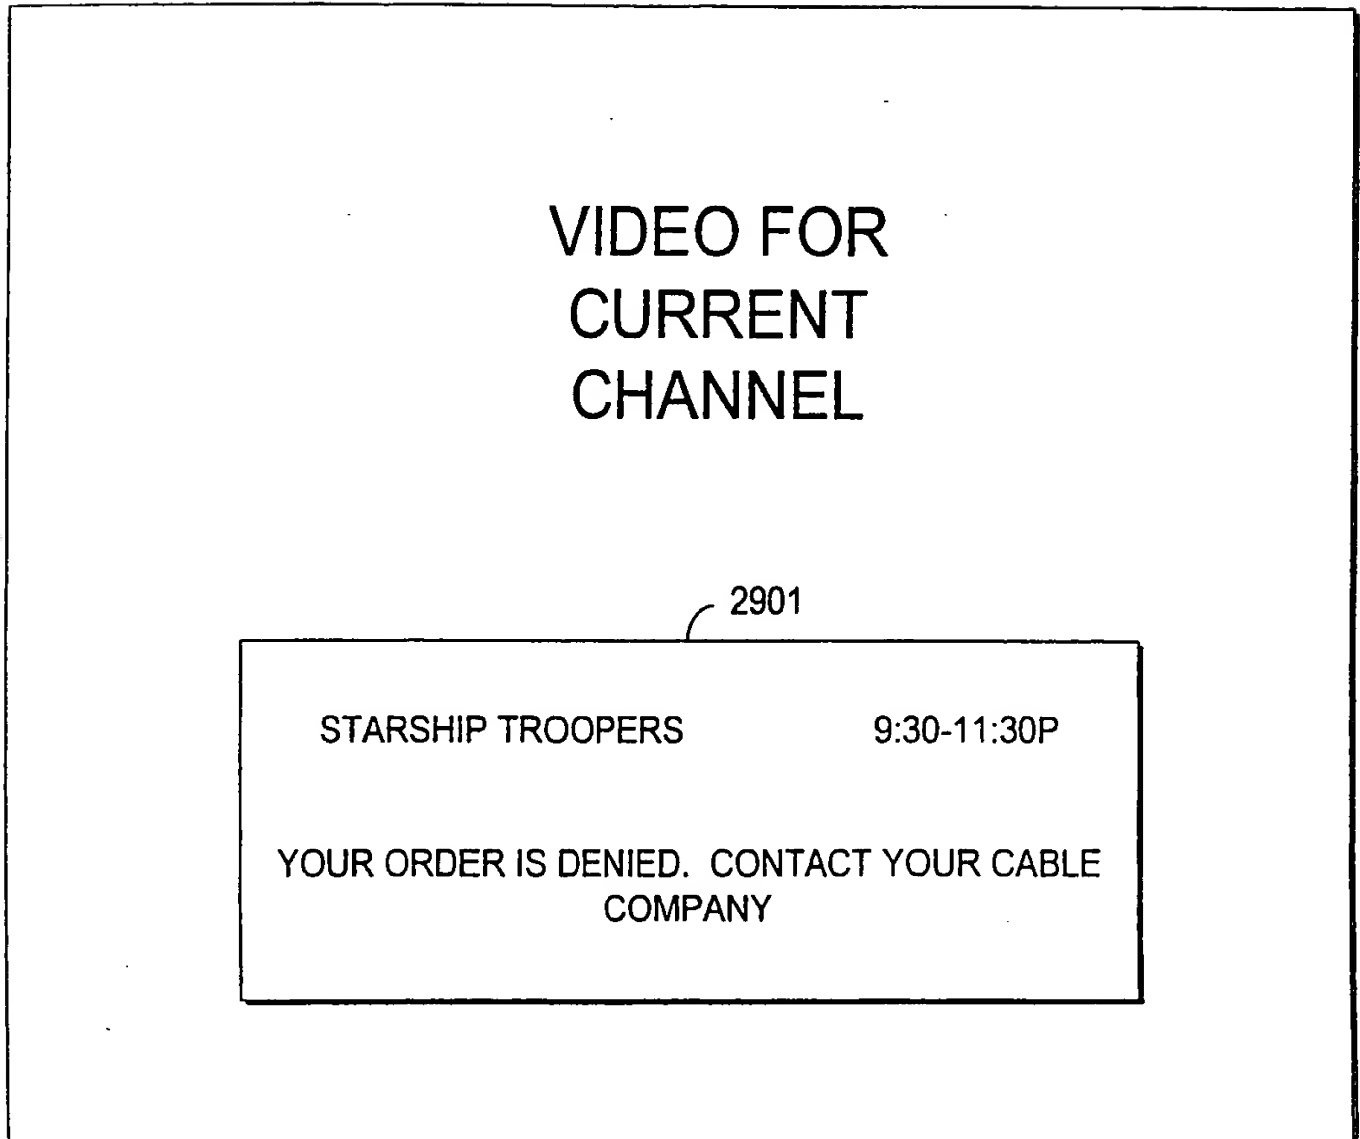 VIDEO FOR
CURRENT
CHANNEL
2901
STARSHIP TROOPERS 9:30-11:30P
YOUR ORDER IS DENIED. CONTACT YOUR CABLE
COMPANY